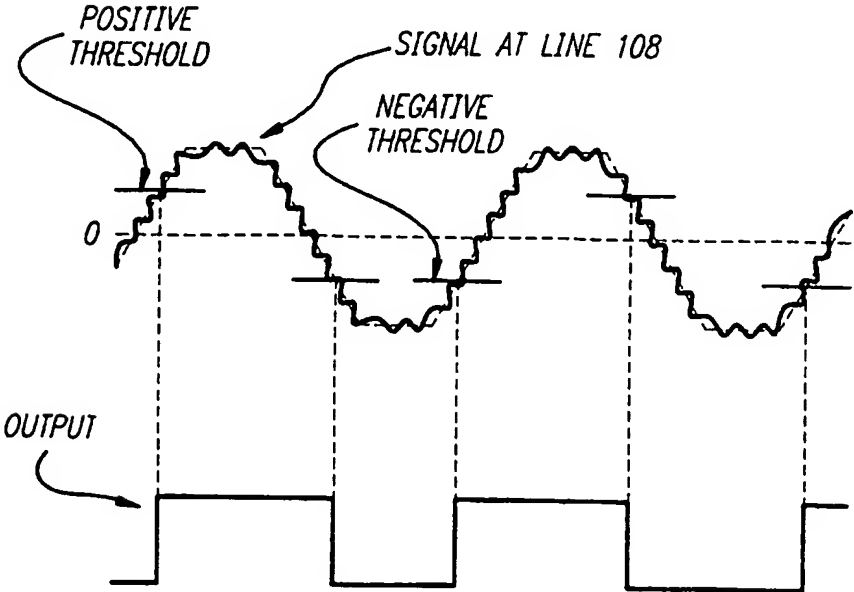 POSITIVE
THRESHOLD
SIGNAL AT LINE 108
NEGATIVE
THRESHOLD
0
OUTPUT